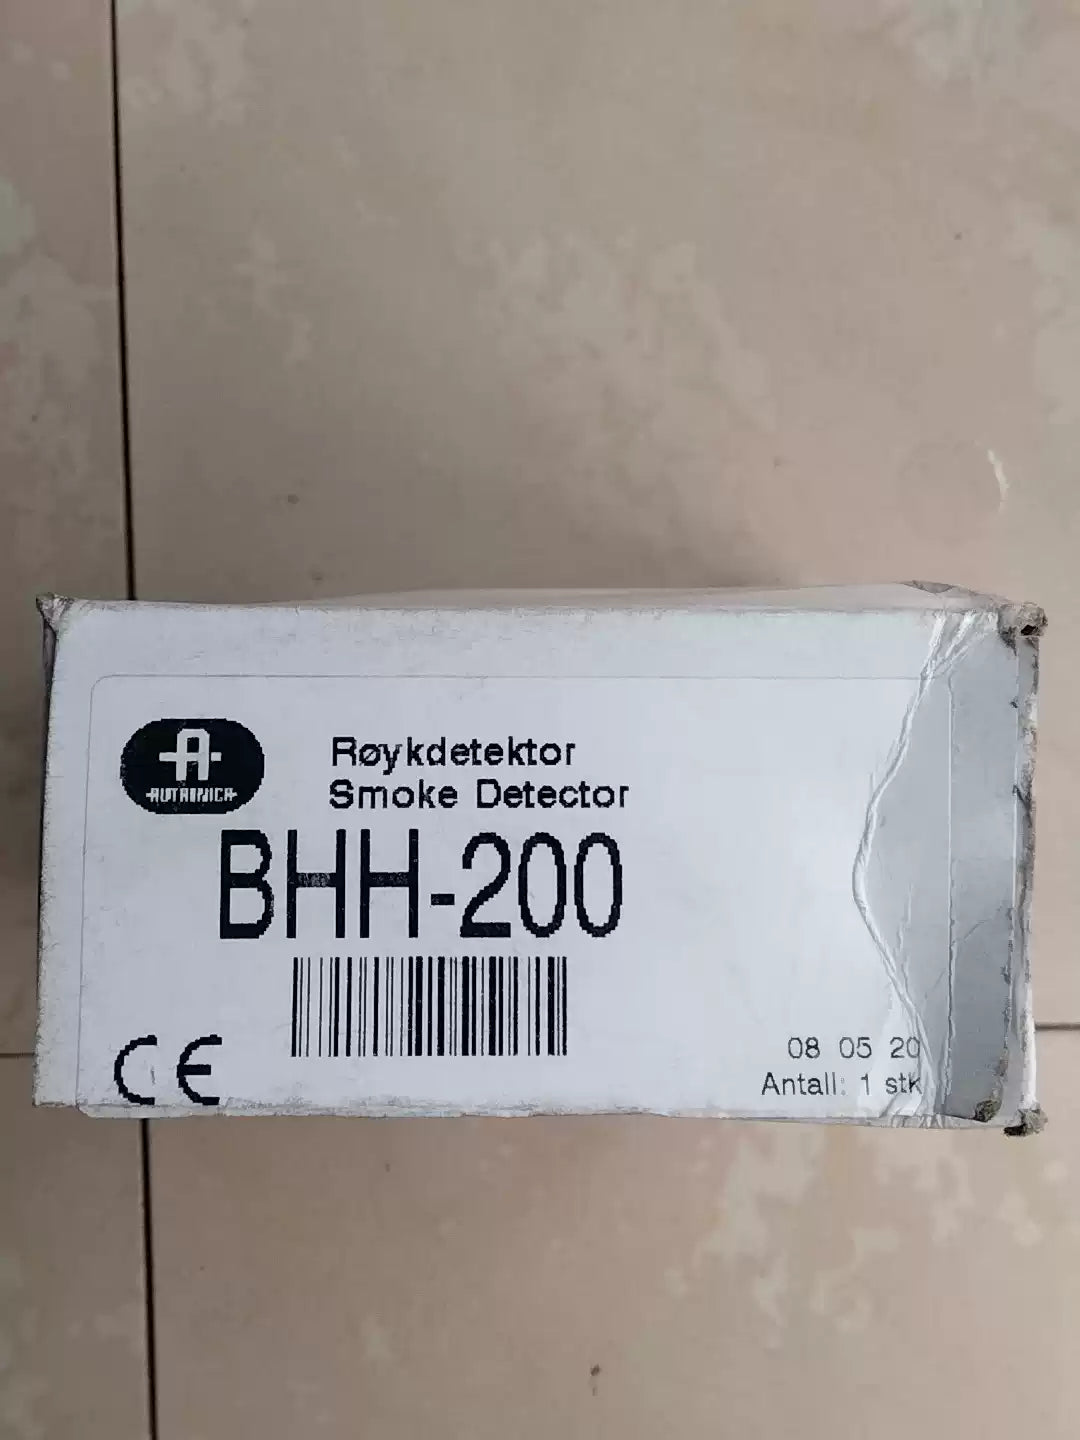 AUTRONICA
Røykdetektor
Smoke Detector
BHH-200
CE
08 05 20
Antall: 1 stk